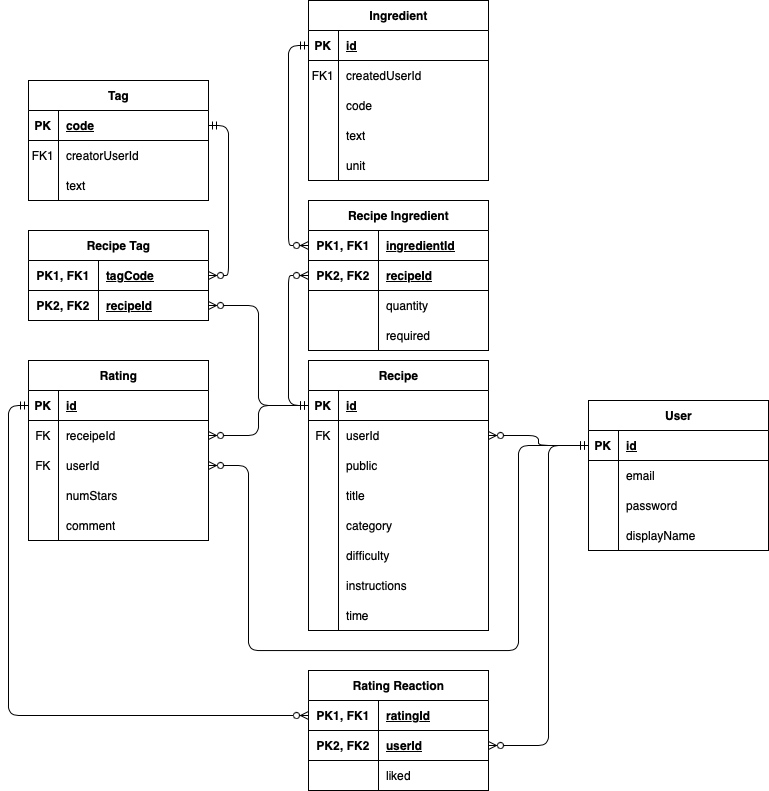 Ingredient
PK id
FK1 createdUserId
code
text
unit
Tag
PK code
FK1 creatorUserId
text
Recipe Ingredient
PK1, FK1 ingredientId
PK2, FK2 recipeId
quantity
required
Recipe Tag
PK1, FK1 tagCode
PK2, FK2 recipeId
Rating
PK id
FK receipeId
FK userId
numStars
comment
Recipe
PK id
FK userId
public
title
category
difficulty
instructions
time
User
PK id
email
password
displayName
Rating Reaction
PK1, FK1 ratingId
PK2, FK2 userId
liked